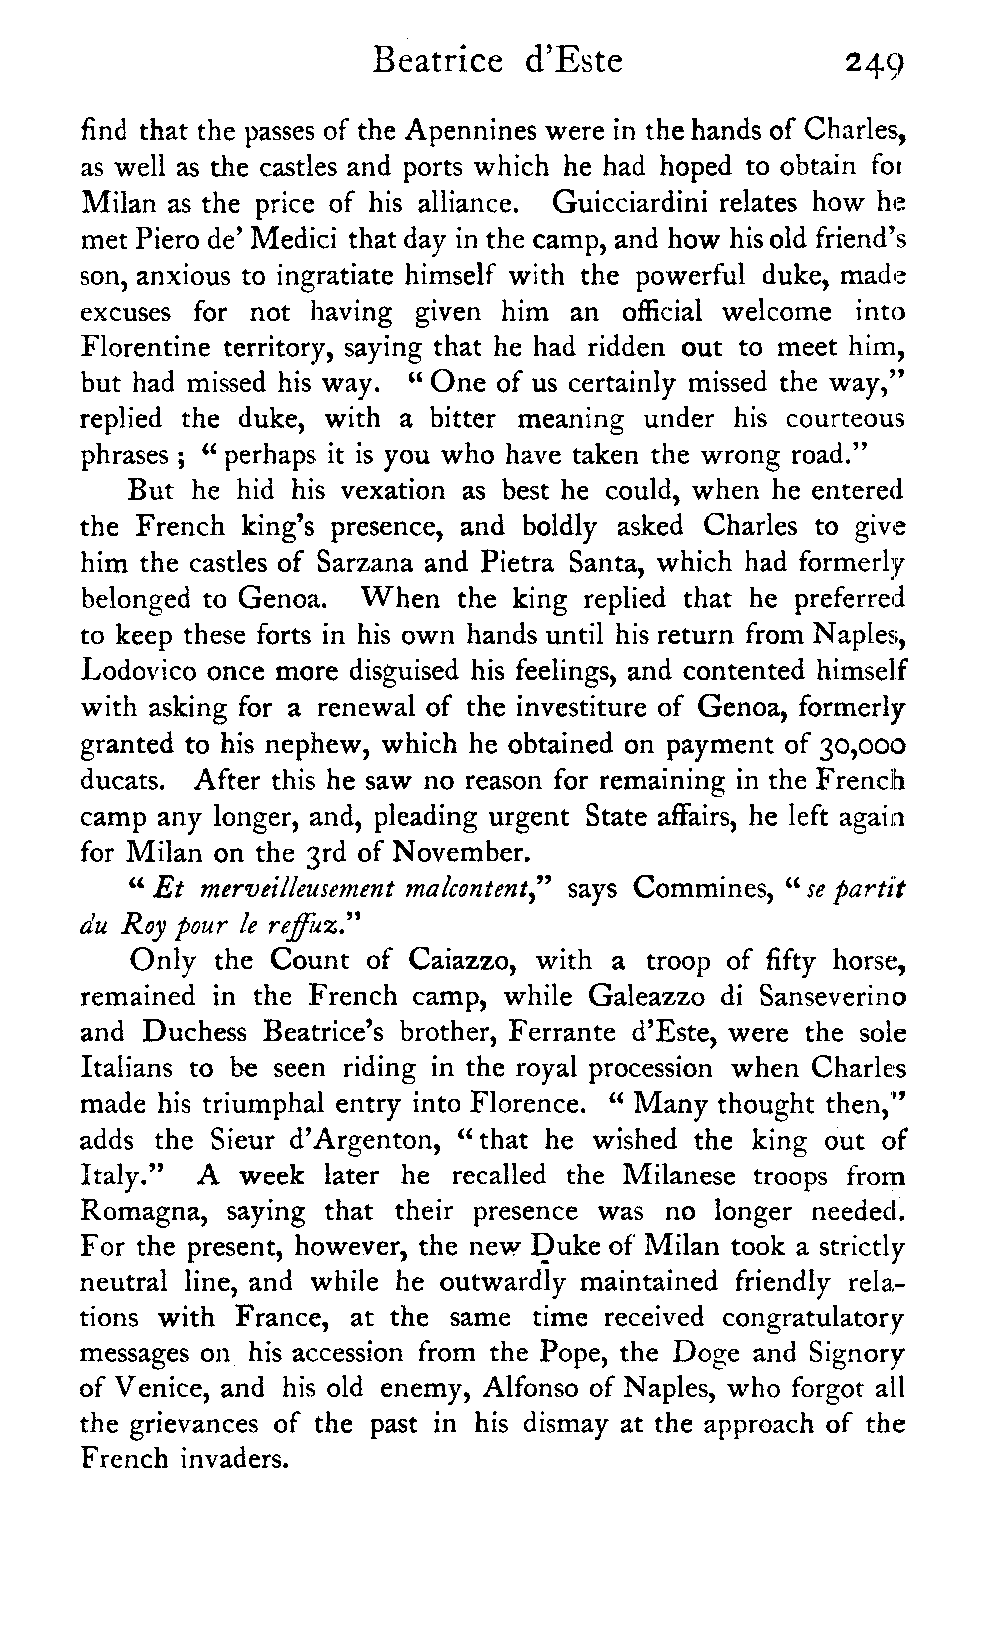 Beatrice d'Este 249
find that the passes of the Apennines were in the hands of Charles,
as well as the castles and ports which he had hoped to obtain for
Milan as the price of his alliance. Guicciardini relates how he
met Piero de' Medici that day in the camp, and how his old friend's
son, anxious to ingratiate himself with the powerful duke, made
excuses for not having given him an official welcome into
Florentine territory, saying that he had ridden out to meet him,
but had missed his way. “One of us certainly missed the way,”
replied the duke, with a bitter meaning under his courteous
phrases; “perhaps it is you who have taken the wrong road.”
But he hid his vexation as best he could, when he entered
the French king's presence, and boldly asked Charles to give
him the castles of Sarzana and Pietra Santa, which had formerly
belonged to Genoa. When the king replied that he preferred
to keep these forts in his own hands until his return from Naples,
Lodovico once more disguised his feelings, and contented himself
with asking for a renewal of the investiture of Genoa, formerly
granted to his nephew, which he obtained on payment of 30,000
ducats. After this he saw no reason for remaining in the French
camp any longer, and, pleading urgent State affairs, he left again
for Milan on the 3rd of November.
“Et merveilleusement malcontent,” says Commines, “se partit
du Roy pour le reffuz.”
Only the Count of Caiazzo, with a troop of fifty horse,
remained in the French camp, while Galeazzo di Sanseverino
and Duchess Beatrice's brother, Ferrante d'Este, were the sole
Italians to be seen riding in the royal procession when Charles
made his triumphal entry into Florence. “Many thought then,”
adds the Sieur d'Argenton, “that he wished the king out of
Italy.” A week later he recalled the Milanese troops from
Romagna, saying that their presence was no longer needed.
For the present, however, the new Duke of Milan took a strictly
neutral line, and while he outwardly maintained friendly rela-
tions with France, at the same time received congratulatory
messages on his accession from the Pope, the Doge and Signory
of Venice, and his old enemy, Alfonso of Naples, who forgot all
the grievances of the past in his dismay at the approach of the
French invaders.